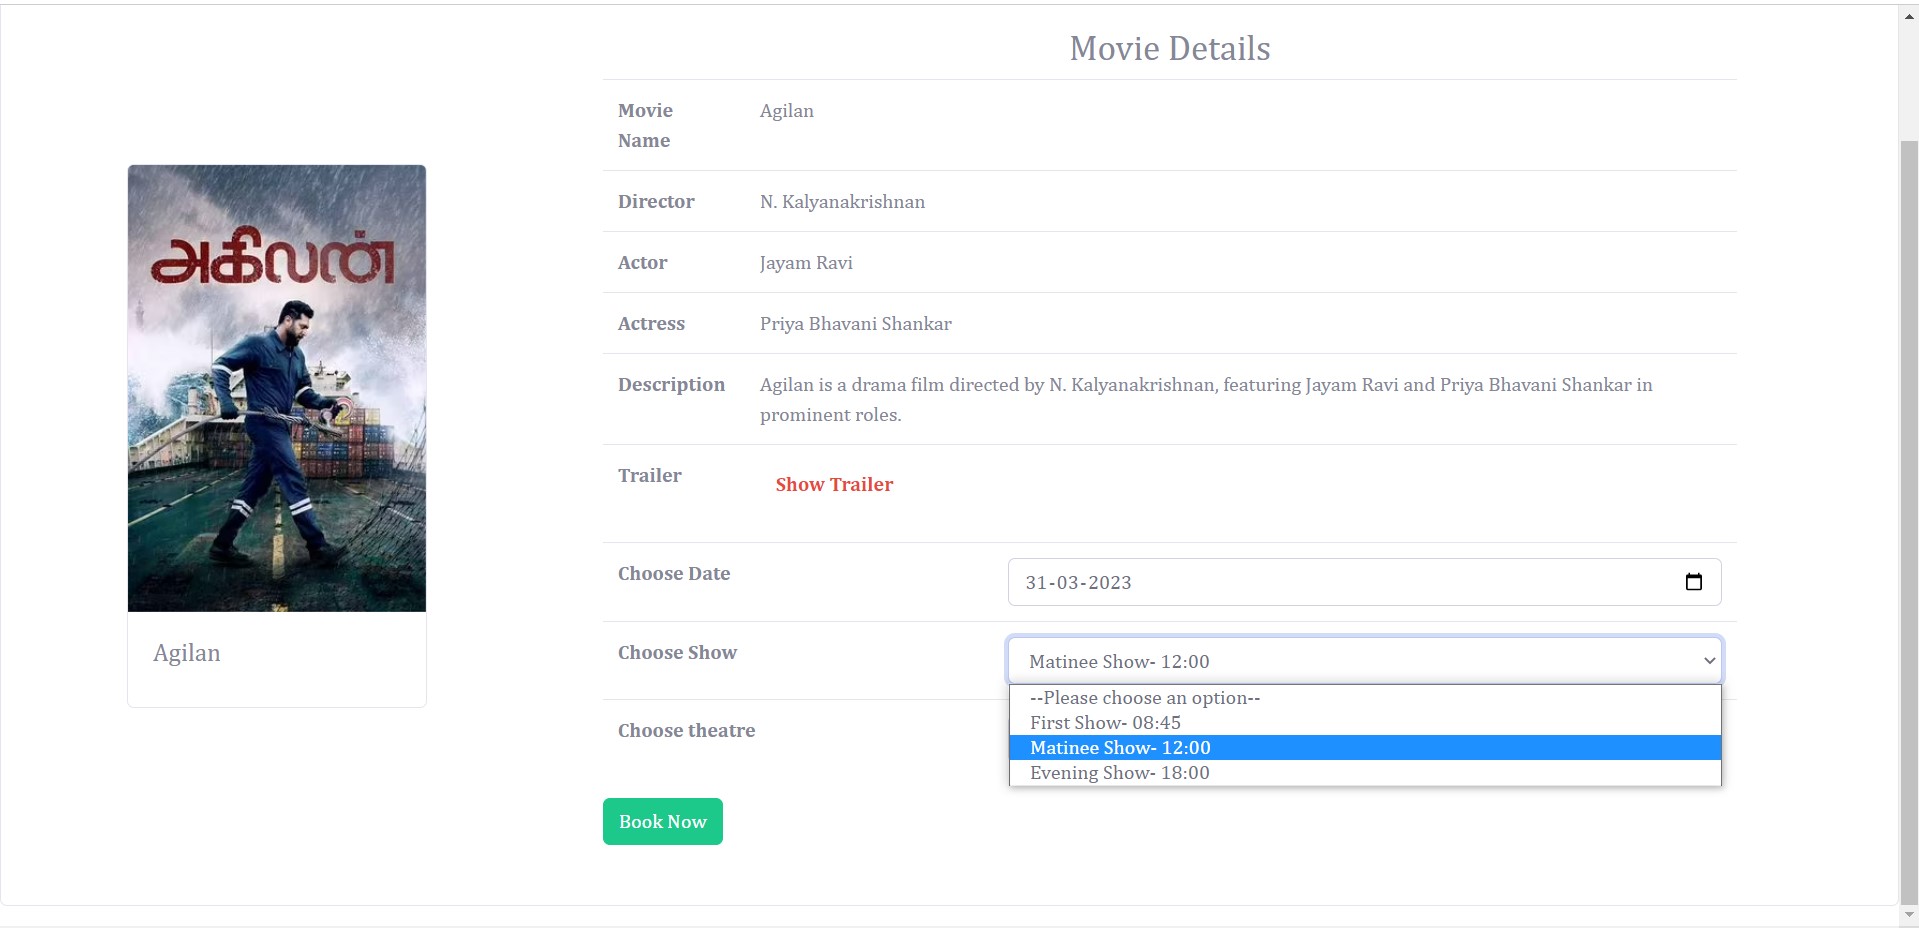 Movie Details
Movie
Name
Agilan
Director
N. Kalyanakrishnan
Actor
Jayam Ravi
Actress
Priya Bhavani Shankar
Description
Agilan is a drama film directed by N. Kalyanakrishnan, featuring Jayam Ravi and Priya Bhavani Shankar in
prominent roles.
Trailer
Show Trailer
Choose Date
31-03-2023
Choose Show
Matinee Show- 12:00
--Please choose an option--
First Show- 08:45
Matinee Show- 12:00
Evening Show- 18:00
Choose theatre
Book Now
அகிலன்
Agilan